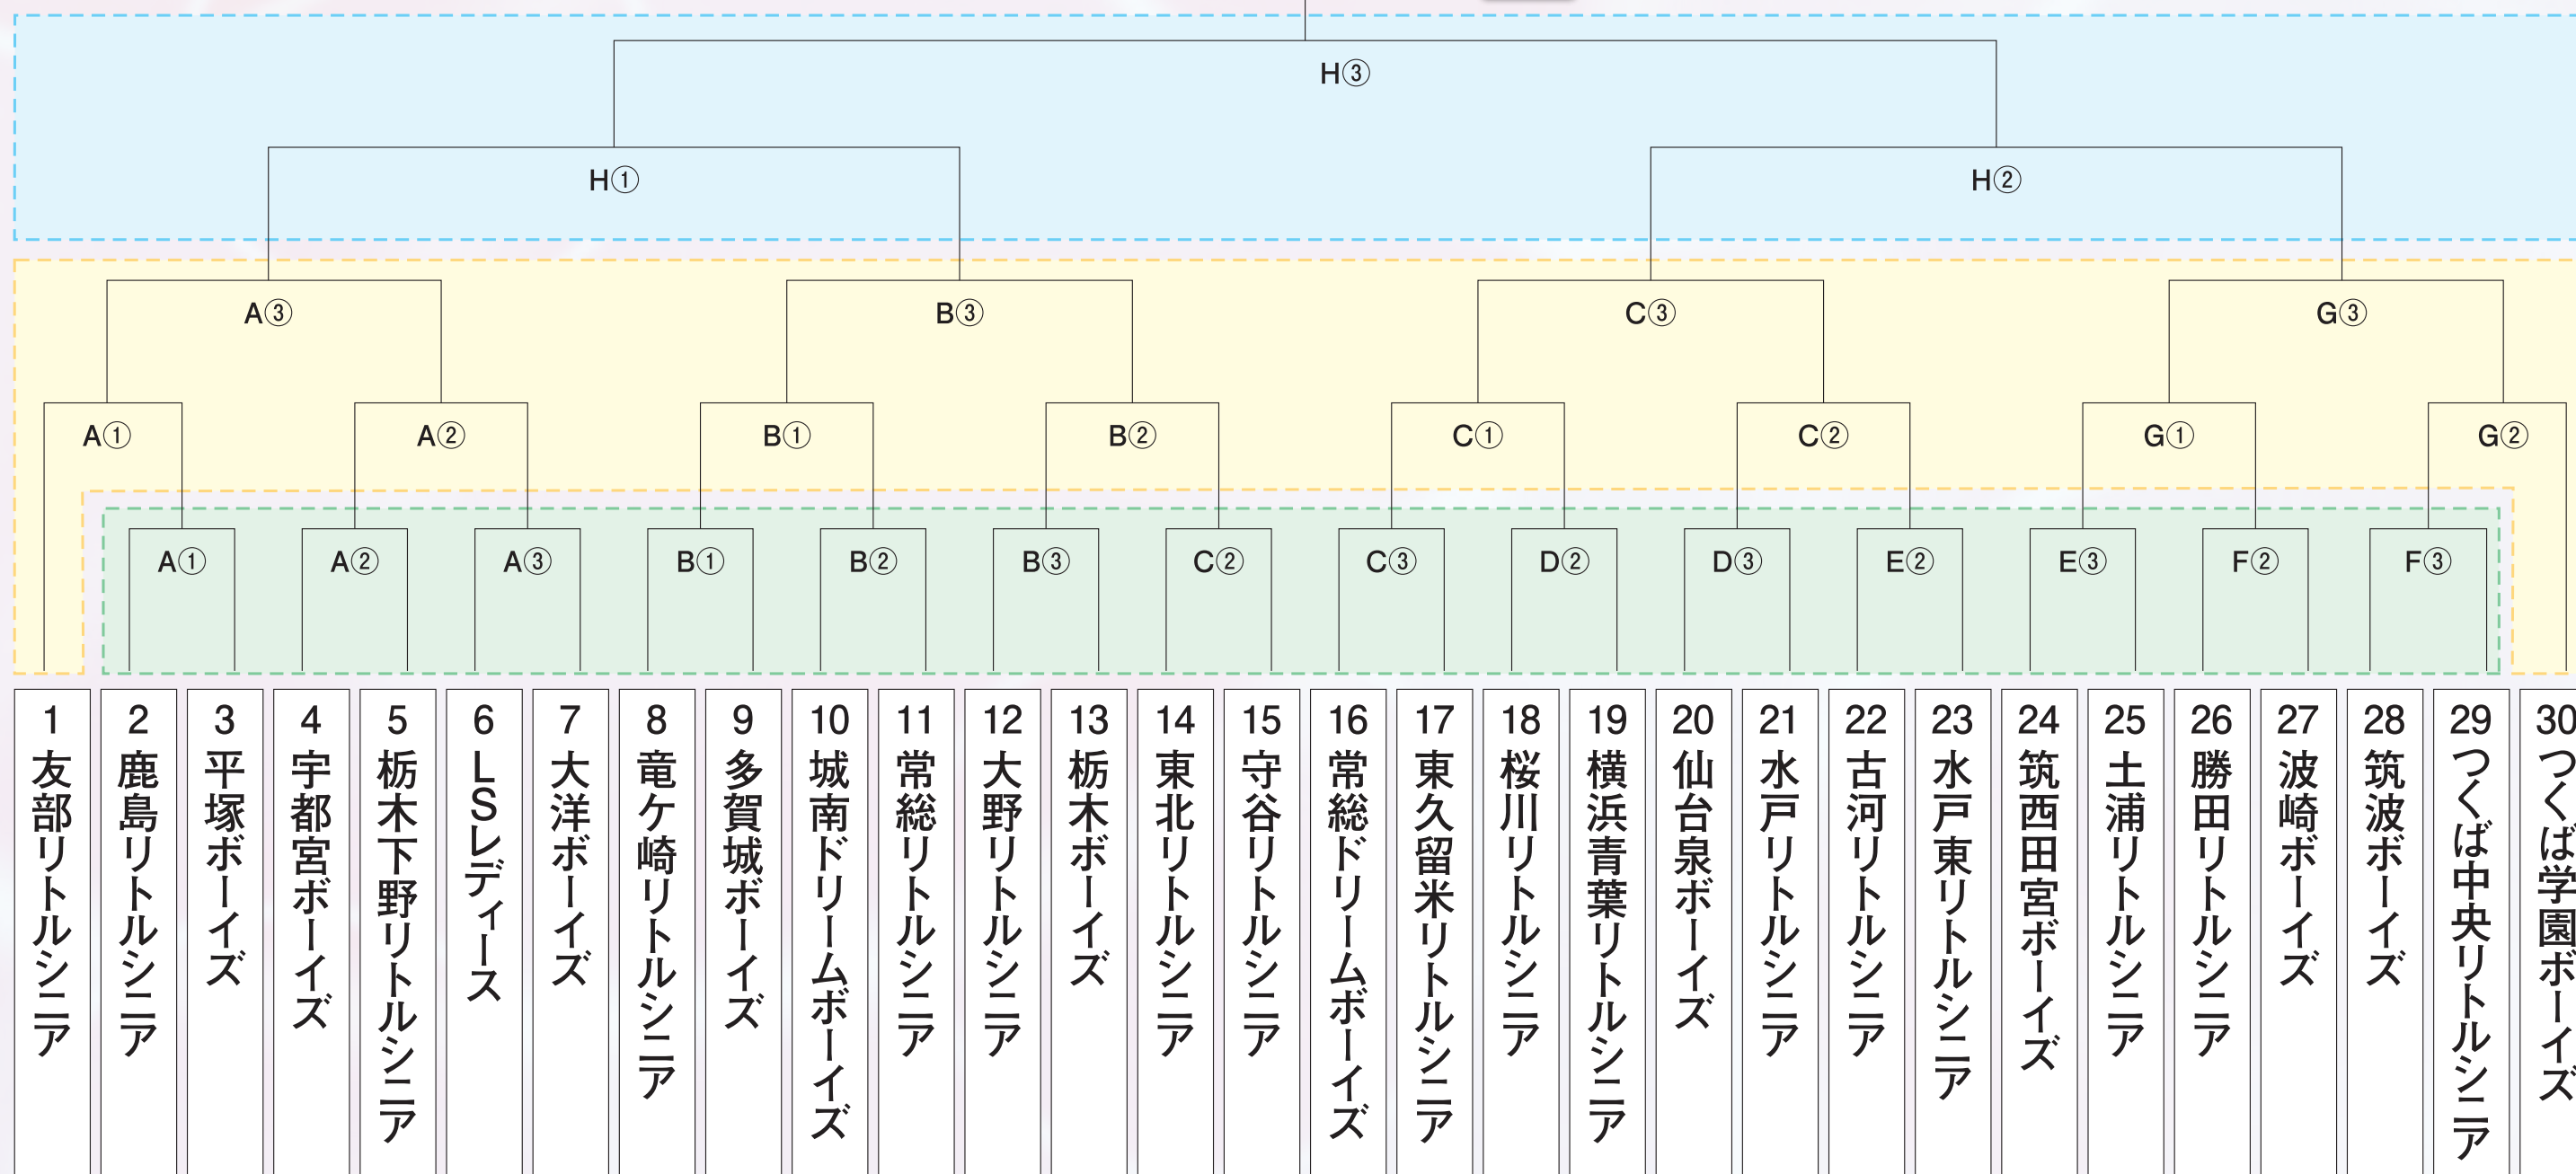 H③
H①
H②
A③
B③
C③
G③
A①
A②
B①
B②
C①
C②
G①
G②
A①
A②
A③
B①
B②
B③
C②
C③
D②
D③
E②
E③
F②
F③
1 友部リトルシニア
2 鹿島リトルシニア
3 平塚ボーイズ
4 宇都宮ボーイズ
5 栃木下野リトルシニア
6 LSレディース
7 大洋ボーイズ
8 竜ケ崎リトルシニア
9 多賀城ボーイズ
10 城南ドリームボーイズ
11 常総リトルシニア
12 大野リトルシニア
13 栃木ボーイズ
14 東北リトルシニア
15 守谷リトルシニア
16 常総ドリームボーイズ
17 東久留米リトルシニア
18 桜川リトルシニア
19 横浜青葉リトルシニア
20 仙台泉ボーイズ
21 水戸リトルシニア
22 古河リトルシニア
23 水戸東リトルシニア
24 筑西田宮ボーイズ
25 土浦リトルシニア
26 勝田リトルシニア
27 波崎ボーイズ
28 筑波ボーイズ
29 つくば中央リトルシニア
30 つくば学園ボーイズ